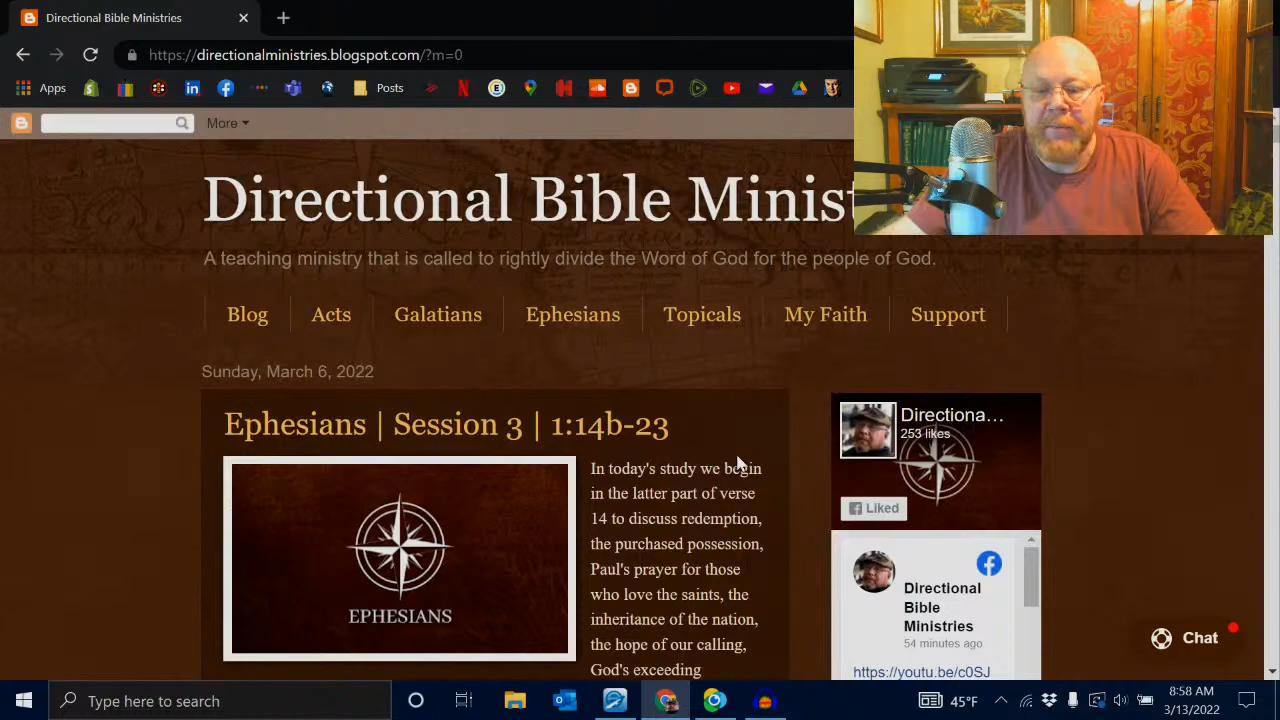 Directional Bible Ministries
https://directionalministries.blogspot.com/?m=0
Apps
Posts
More
Directional Bible Minist
A teaching ministry that is called to rightly divide the Word of God for the people of God.
Blog
Acts
Galatians
Ephesians
Topicals
My Faith
Support
Sunday, March 6, 2022
Ephesians | Session 3 | 1:14b-23
EPHESIANS
In today's study we begin
in the latter part of verse
14 to discuss redemption,
the purchased possession,
Paul's prayer for those
who love the saints, the
inheritance of the nation,
the hope of our calling,
God's exceeding
Directiona…
253 likes
Liked
Directional
Bible
Ministries
54 minutes ago
https://youtu.be/c0SJ
Chat
Type here to search
45°F
8:58 AM
3/13/2022